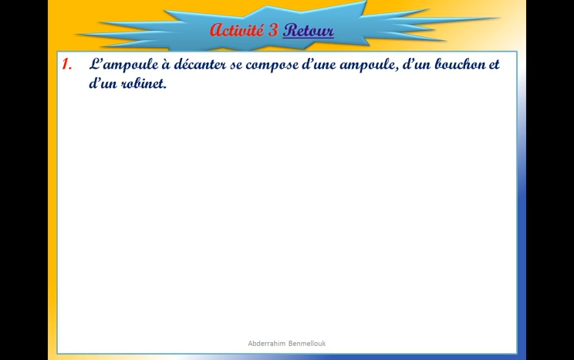 Activité 3 Retour
1. L'ampoule à décanter se compose d'une ampoule, d'un bouchon et
d'un robinet.
Abderrahim Benmellouk